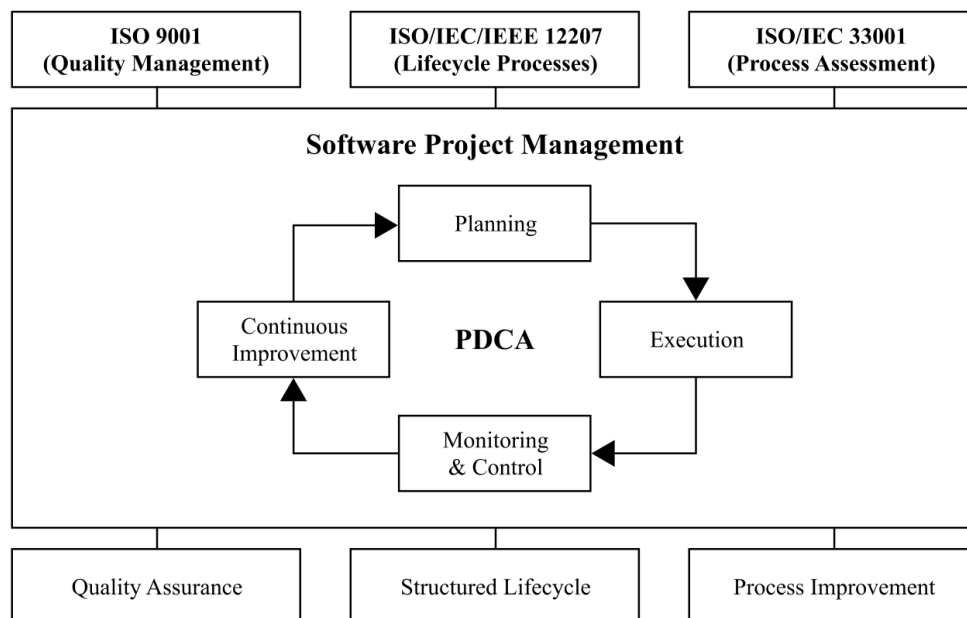 ISO 9001
(Quality Management)
ISO/IEC/IEEE 12207
(Lifecycle Processes)
ISO/IEC 33001
(Process Assessment)
Software Project Management
Planning
Continuous
Improvement
PDCA
Execution
Monitoring
& Control
Quality Assurance
Structured Lifecycle
Process Improvement